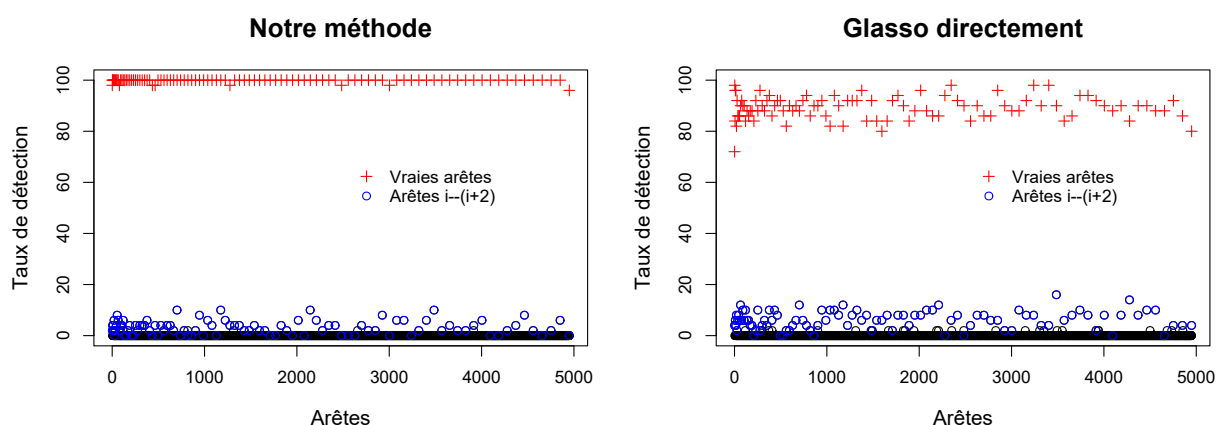 Notre méthode
Taux de détection
100
80
60
40
20
0
Vraies arêtes
Arêtes i--(i+2)
0 1000 2000 3000 4000 5000
Arêtes
Glasso directement
Taux de détection
100
80
60
40
20
0
Vraies arêtes
Arêtes i--(i+2)
0 1000 2000 3000 4000 5000
Arêtes